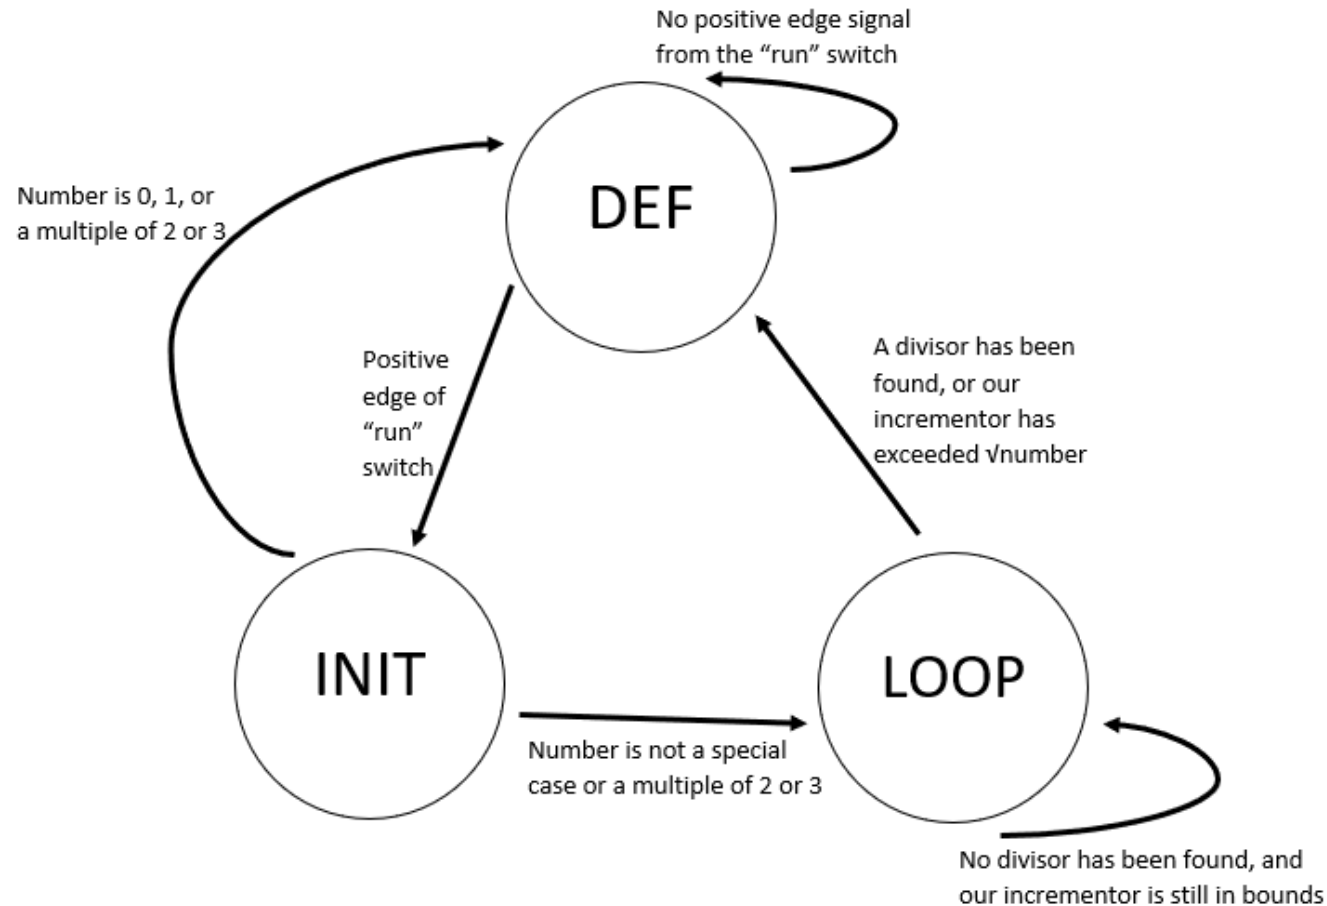 No positive edge signal
from the “run” switch
DEF
Number is 0, 1, or
a multiple of 2 or 3
Positive
edge of
“run”
switch
A divisor has been
found, or our
incrementor has
exceeded √number
INIT
LOOP
Number is not a special
case or a multiple of 2 or 3
No divisor has been found, and
our incrementor is still in bounds